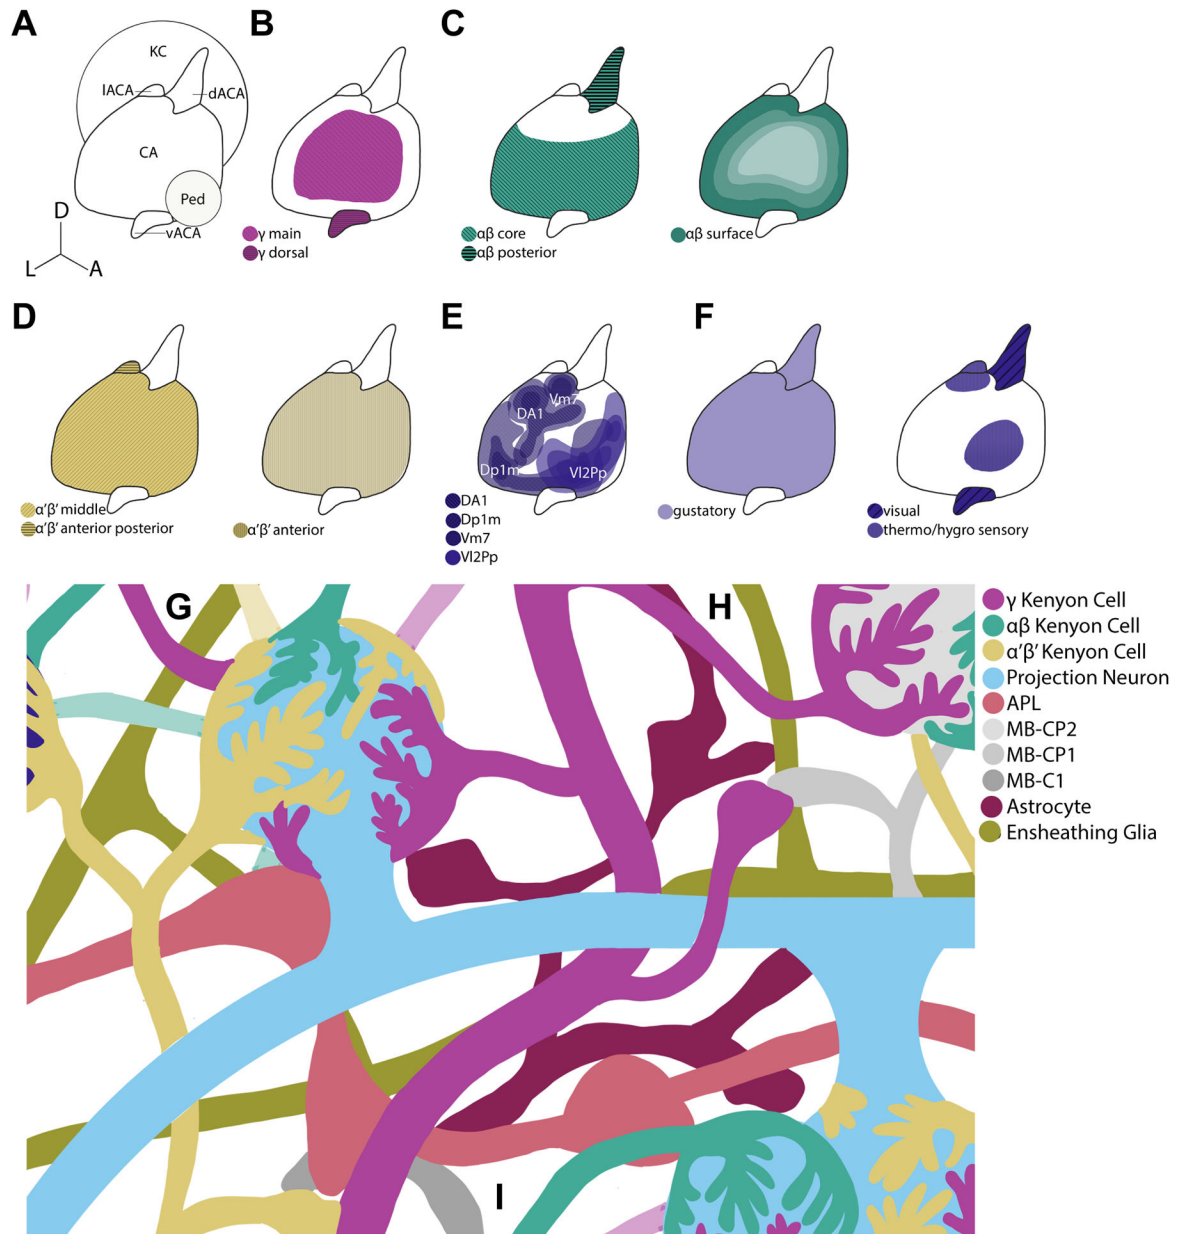 A
B
C
KC
lACA
dACA
CA
Ped
D
vACA
L
A
γ main
γ dorsal
αβ core
αβ posterior
αβ surface
D
E
F
Vm7
DA1
Dp1m
Vl2Pp
α′β′ middle
α′β′ anterior posterior
α′β′ anterior
DA1
Dp1m
Vm7
Vl2Pp
gustatory
visual
thermo/hygro sensory
G
H
γ Kenyon Cell
αβ Kenyon Cell
α′β′ Kenyon Cell
Projection Neuron
APL
MB-CP2
MB-CP1
MB-C1
Astrocyte
Ensheathing Glia
I